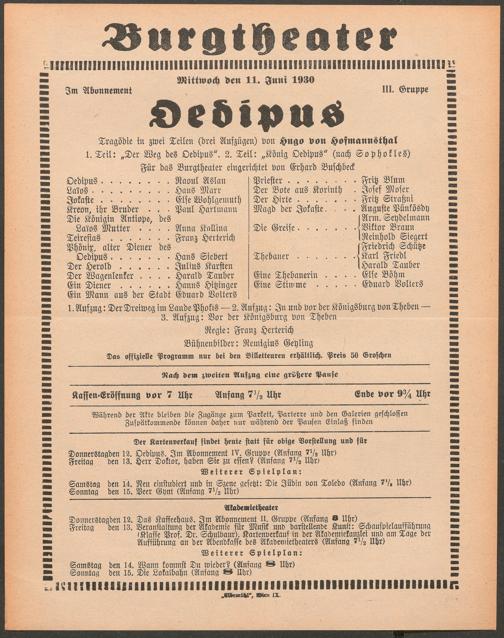 Burgtheater
Mittwoch den 11. Juni 1930
Im Abonnement III. Gruppe
Oedipus
Tragödie in zwei Teilen (drei Aufzügen) von Hugo von Hofmannsthal
1. Teil: „Der Weg des Oedipus“. 2. Teil: „König Oedipus“ (nach Sophokles)
Für das Burgtheater eingerichtet von Erhard Buschbeck
Oedipus . . . . . . . Raoul Aslan
Laïos . . . . . . . Hans Marr
Jokaste . . . . . . . Else Wohlgemuth
Kreon, ihr Bruder . . . Paul Hartmann
Die Königin Antiope, des
Laïos Mutter . . . . Anna Kallina
Teiresias . . . . . . Franz Herterich
Phönix, alter Diener des
Oedipus . . . . . . Hans Siebert
Der Herold . . . . . . Julius Karsten
Der Wagenlenker . . . . Harald Tauber
Ein Diener . . . . . . Hanns Hitzinger
Ein Mann aus der Stadt Eduard Volters
Priester . . . . . . . Fritz Blum
Der Bote aus Korinth . . Josef Moser
Der Hirte . . . . . . . Fritz Straßni
Magd der Jokaste . . . Auguste Pünkösdy
Die Greise . . . . . . Arm. Seydelmann
Viktor Braun
Reinhold Siegert
Thebaner . . . . . . Friedrich Schütze
Karl Friedl
Harald Tauber
Eine Thebanerin . . . . Else Böhm
Eine Stimme . . . . . Eduard Volters
1. Aufzug: Der Dreiweg im Lande Phokis — 2. Aufzug: In und vor der Königsburg von Theben —
3. Aufzug: Vor der Königsburg von Theben
Regie: Franz Herterich
Bühnenbilder: Remigius Geyling
Das offizielle Programm nur bei den Billetteuren erhältlich. Preis 50 Groschen
Nach dem zweiten Aufzug eine größere Pause
Kassen-Eröffnung vor 7 Uhr Anfang 7½ Uhr Ende vor 9¾ Uhr
Während der Akte bleiben die Zugänge zum Parkett, Parterre und den Galerien geschlossen
Zuspätkommende können daher nur während der Pausen Einlaß finden
Der Kartenverkauf findet heute statt für obige Vorstellung und für
Donnerstag den 12. Oedipus. Im Abonnement IV. Gruppe (Anfang 7½ Uhr)
Freitag den 13. Herr Doktor, haben Sie zu essen? (Anfang 7½ Uhr)
Weiterer Spielplan:
Samstag den 14. Neu einstudiert und in Szene gesetzt: Die Jüdin von Toledo (Anfang 7½ Uhr)
Sonntag den 15. Peer Gynt (Anfang 7½ Uhr)
Akademietheater
Donnerstag den 12. Das Kaffeehaus. Im Abonnement II. Gruppe (Anfang 8 Uhr)
Freitag den 13. Veranstaltung der Akademie für Musik und darstellende Kunst: Schauspielaufführung
(Klasse Prof. Dr. Schulbaur). Kartenverkauf in der Akademiekanzlei und am Tage der
Aufführung an der Abendkasse des Akademietheaters (Anfang 7½ Uhr)
Weiterer Spielplan:
Samstag den 14. Wann kommst Du wieder? (Anfang 8 Uhr)
Sonntag den 15. Die Lokalbahn (Anfang 8 Uhr)
„Elbemühl“, Wien IX.